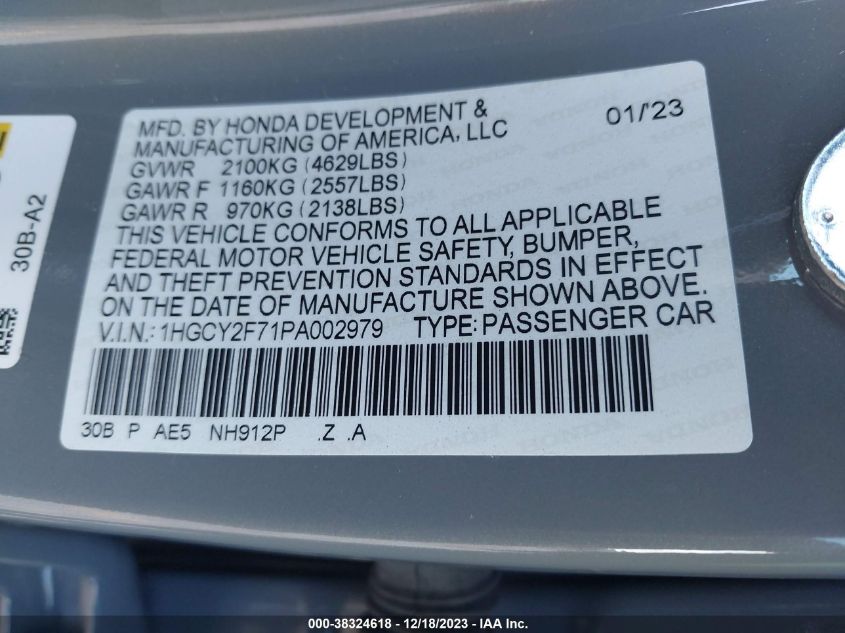 MFD. BY HONDA DEVELOPMENT &
MANUFACTURING OF AMERICA, LLC
01/'23
GVWR 2100KG (4629LBS)
GAWR F 1160KG (2557LBS)
GAWR R 970KG (2138LBS)
THIS VEHICLE CONFORMS TO ALL APPLICABLE
FEDERAL MOTOR VEHICLE SAFETY, BUMPER,
AND THEFT PREVENTION STANDARDS IN EFFECT
ON THE DATE OF MANUFACTURE SHOWN ABOVE.
V.I.N.: 1HGCY2F71PA002979 TYPE: PASSENGER CAR
30B P AE5 NH912P .Z .A
30B-A2
000-38324618 - 12/18/2023 - IAA Inc.